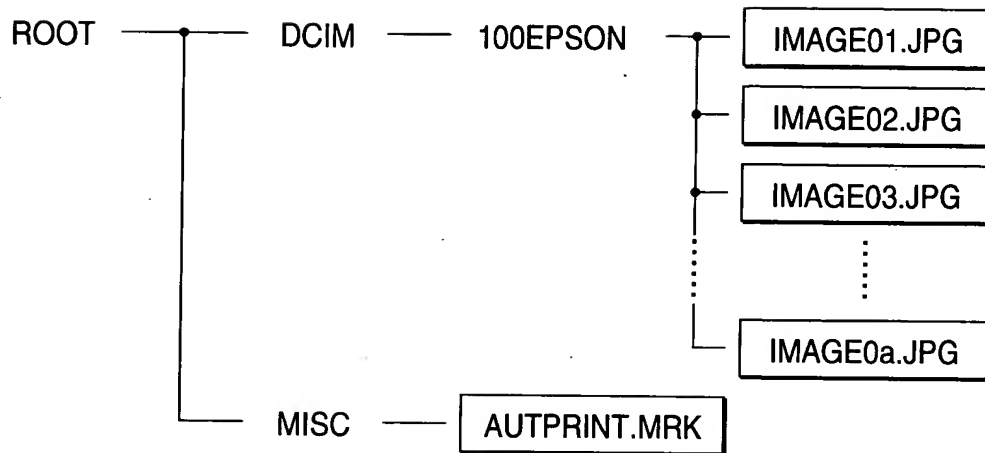 ROOT DCIM 100EPSON IMAGE01.JPG
IMAGE02.JPG
IMAGE03.JPG
IMAGE0a.JPG
MISC AUTPRINT.MRK